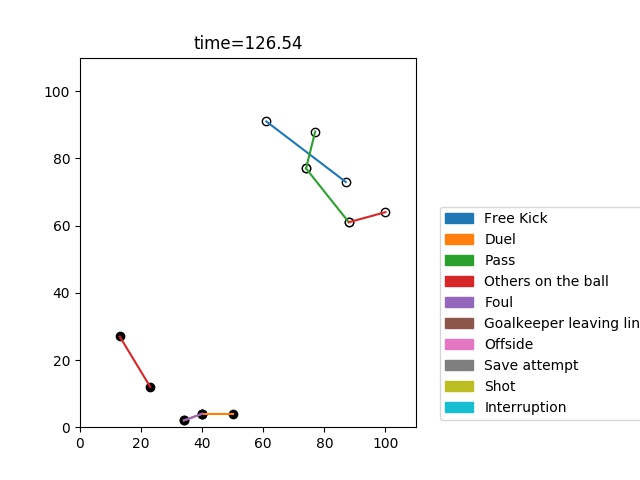 time=126.54
100
80
60
40
20
0
0 20 40 60 80 100
Free Kick
Duel
Pass
Others on the ball
Foul
Goalkeeper leaving lin
Offside
Save attempt
Shot
Interruption